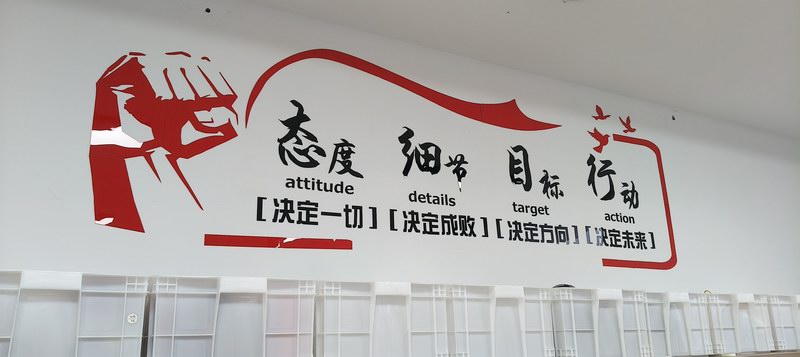 态度 细节 目标 行动
attitude details target action
[决定一切] [决定成败] [决定方向] [决定未来]